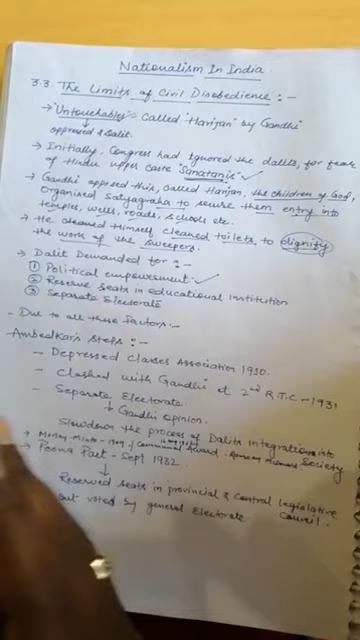 Nationalism In India.
3.3. The Limits of Civil Disobedience :-
→ "Untouchables" - Called "Harijan" by Gandhi
oppressed & Dalit.
→ Initially, Congress had ignored the dalits, for fear
of Hindu upper caste Sanatanis ✓
→ Gandhi opposed this, called Harijan, the children of God,
Organised Satyagraha to secure them entry into
temples, wells, roads, schools etc.
→ He cleaned Himself cleaned toilets to dignify
the work of the sweepers.
→ Dalit Demanded for :-
① Political empowerment. ✓
② Reserve seats in educational institution
③ Separate Electorate
- Due to all these factors :-
- Ambedkar's steps :-
- Depressed Classes Association 1930.
- Clashed with Gandhi at 2nd R.T.C - 1931
- Separate Electorate.
↓ Gandhi opinion.
Slowdown the process of Dalits Integration into
Society
→ 1909 Communal Award -
→ Poona Pact - Sept 1932.
↓
Reserved seats in provincial & central legislative
Council.
but voted by general Electorate.